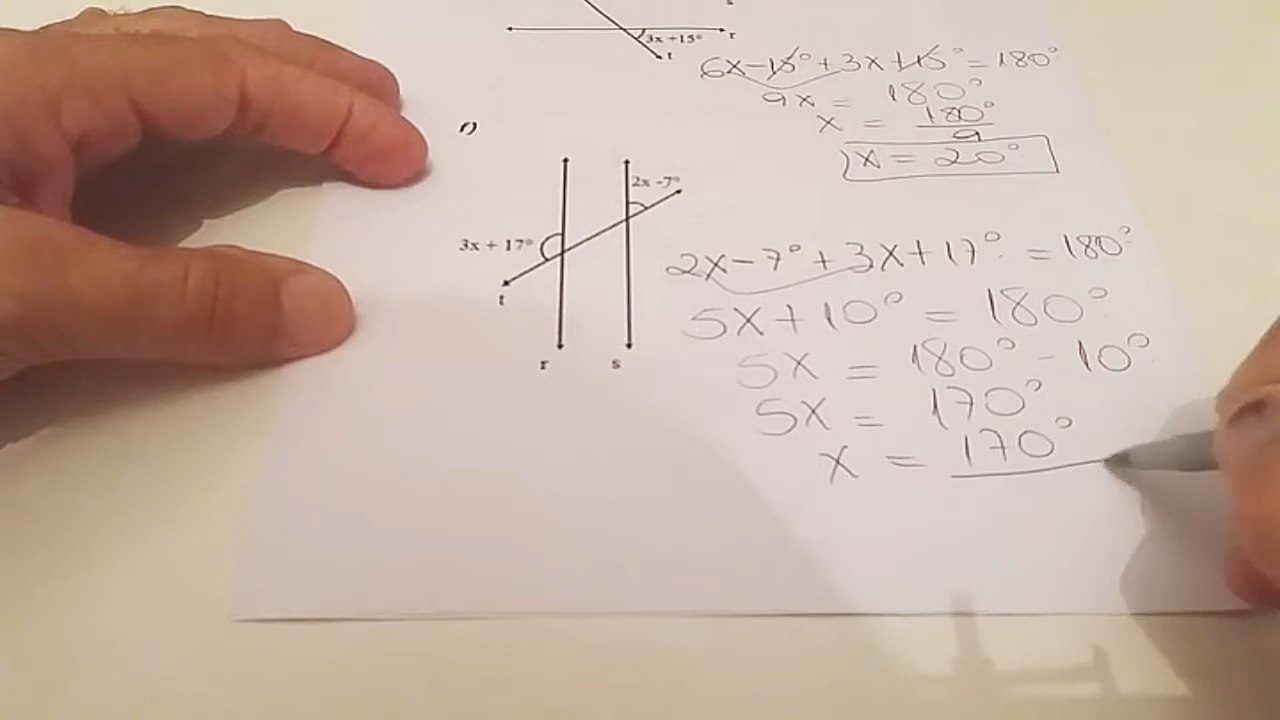 s
3x +15°
r
t
6x-15°+3x+15°=180°
9x = 180°
x = 180°
9
x = 20°
f)
2x -7°
3x + 17°
t
r
s
2x-7°+3x+17°=180°
5x+10°=180°
5x=180°-10°
5x=170°
x=170°